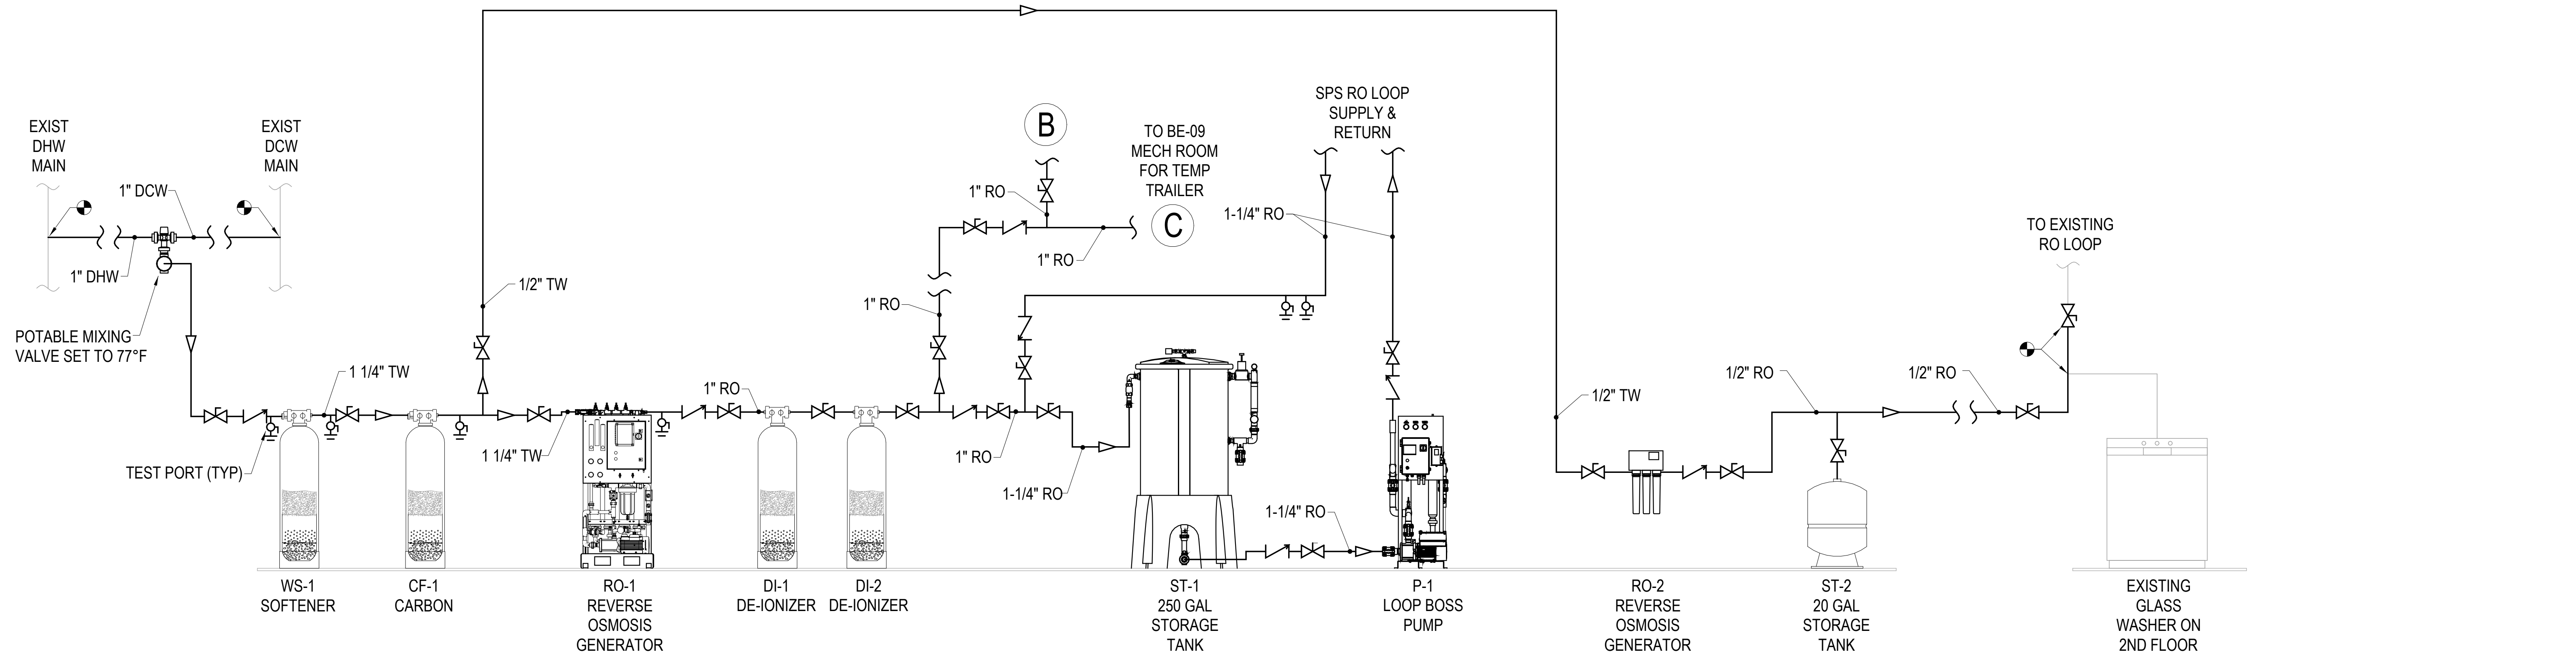 SPS RO LOOP
SUPPLY &
RETURN
B
TO BE-09
MECH ROOM
FOR TEMP
TRAILER
C
EXIST
DHW
MAIN
EXIST
DCW
MAIN
1" DCW
1" DHW
POTABLE MIXING
VALVE SET TO 77°F
1 1/4" TW
TEST PORT (TYP)
1/2" TW
1 1/4" TW
1" RO
1" RO
1" RO
1" RO
1-1/4" RO
1" RO
1-1/4" RO
1-1/4" RO
1/2" TW
1/2" RO
1/2" RO
TO EXISTING
RO LOOP
WS-1
SOFTENER
CF-1
CARBON
RO-1
REVERSE
OSMOSIS
GENERATOR
DI-1
DE-IONIZER
DI-2
DE-IONIZER
ST-1
250 GAL
STORAGE
TANK
P-1
LOOP BOSS
PUMP
RO-2
REVERSE
OSMOSIS
GENERATOR
ST-2
20 GAL
STORAGE
TANK
EXISTING
GLASS
WASHER ON
2ND FLOOR